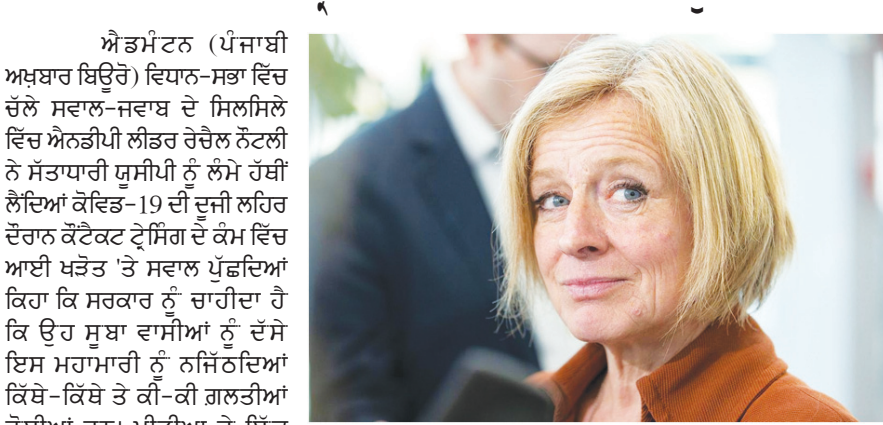 ਐਡਮੰਟਨ (ਪੰਜਾਬੀ
ਅਖ਼ਬਾਰ ਬਿਊਰੋ) ਵਿਧਾਨ-ਸਭਾ ਵਿੱਚ
ਚੱਲੇ ਸਵਾਲ-ਜਵਾਬ ਦੇ ਸਿਲਸਿਲੇ
ਵਿੱਚ ਐਨਡੀਪੀ ਲੀਡਰ ਰੇਚੈਲ ਨੌਟਲੀ
ਨੇ ਸੱਤਾਧਾਰੀ ਯੂਸੀਪੀ ਨੂੰ ਲੰਮੇ ਹੱਥੀਂ
ਲੈਂਦਿਆਂ ਕੋਵਿਡ-19 ਦੀ ਦੂਜੀ ਲਹਿਰ
ਦੌਰਾਨ ਕੌਂਟੈਕਟ ਟ੍ਰੇਸਿੰਗ ਦੇ ਕੰਮ ਵਿੱਚ
ਆਈ ਖੜੋਤ 'ਤੇ ਸਵਾਲ ਪੁੱਛਦਿਆਂ
ਕਿਹਾ ਕਿ ਸਰਕਾਰ ਨੂੰ ਚਾਹੀਦਾ ਹੈ
ਕਿ ਉਹ ਸੂਬਾ ਵਾਸੀਆਂ ਨੂੰ ਦੱਸੇ
ਇਸ ਮਹਾਮਾਰੀ ਨੂੰ ਨਜਿੱਠਦਿਆਂ
ਕਿੱਥੇ-ਕਿੱਥੇ ਤੇ ਕੀ-ਕੀ ਗ਼ਲਤੀਆਂ